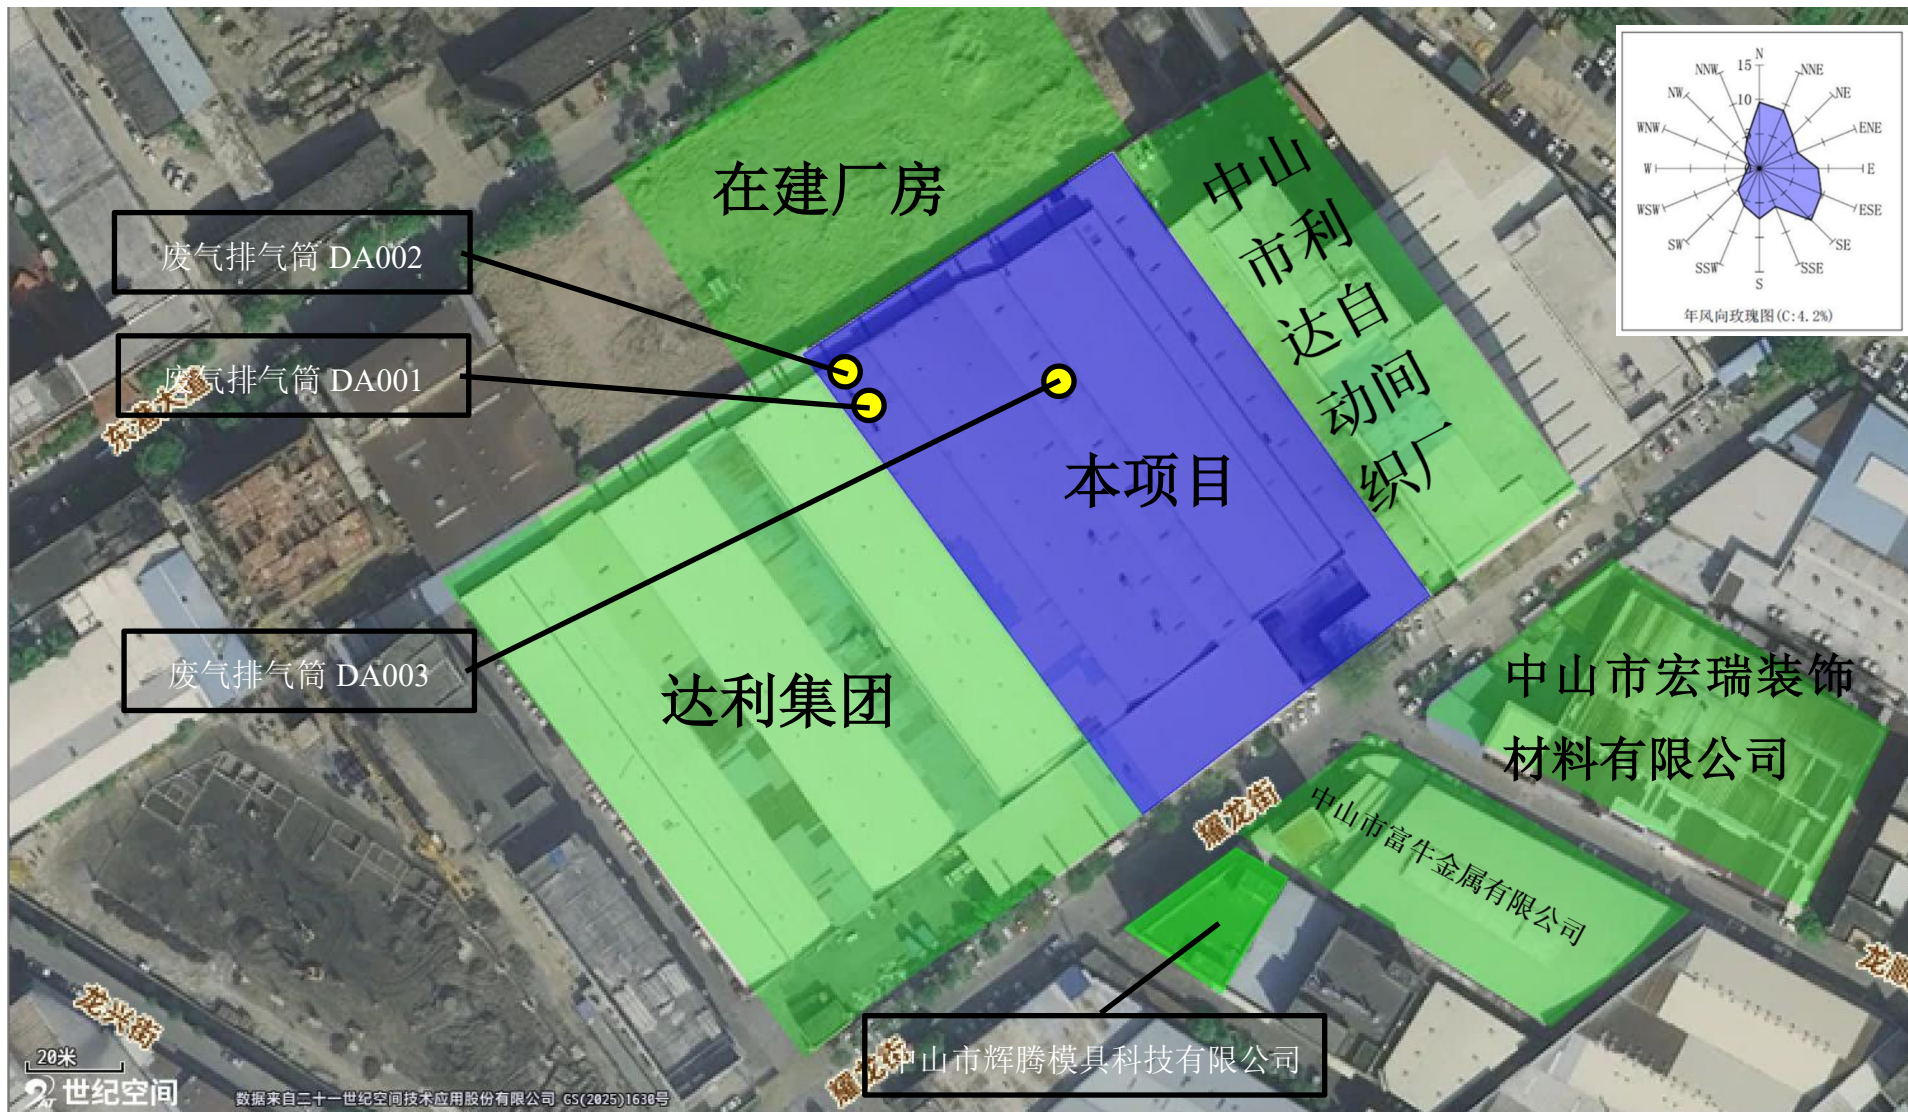 在建厂房
中山
市利
达自
动间
织厂
N
NNE
NE
ENE
E
ESE
SE
SSE
S
SSW
SW
WSW
W
WNW
NW
NNW
15
10
5
年风向玫瑰图(C:4.2%)
废气排气筒 DA002
废气排气筒 DA001
废气排气筒 DA003
本项目
达利集团
中山市宏瑞装饰
材料有限公司
中山市富牛金属有限公司
中山市辉腾模具科技有限公司
龙兴街
20米
世纪空间
数据来自二十一世纪空间技术应用股份有限公司 GS(2025)1630号